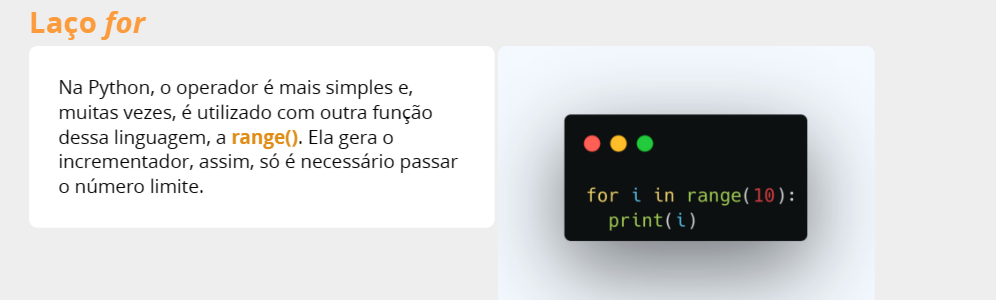 Laço for
Na Python, o operador é mais simples e,
muitas vezes, é utilizado com outra função
dessa linguagem, a range(). Ela gera o
incrementador, assim, só é necessário passar
o número limite.
for i in range(10):
  print(i)